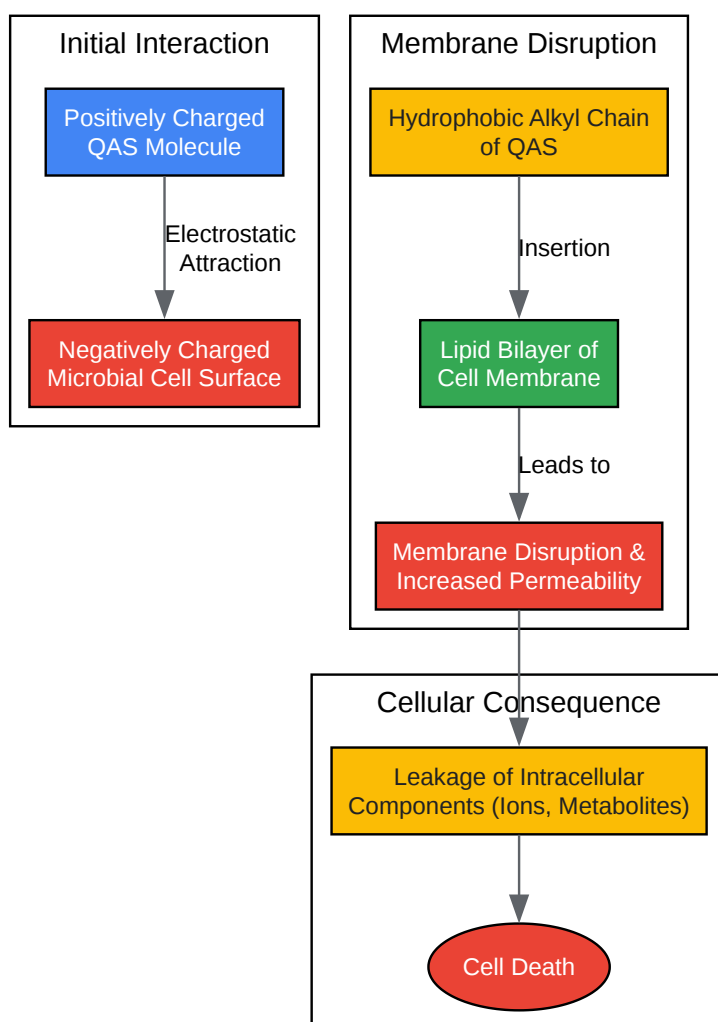 Initial Interaction
Positively Charged
QAS Molecule
Electrostatic
Attraction
Negatively Charged
Microbial Cell Surface
Membrane Disruption
Hydrophobic Alkyl Chain
of QAS
Insertion
Lipid Bilayer of
Cell Membrane
Leads to
Membrane Disruption &
Increased Permeability
Cellular Consequence
Leakage of Intracellular
Components (Ions, Metabolites)
Cell Death